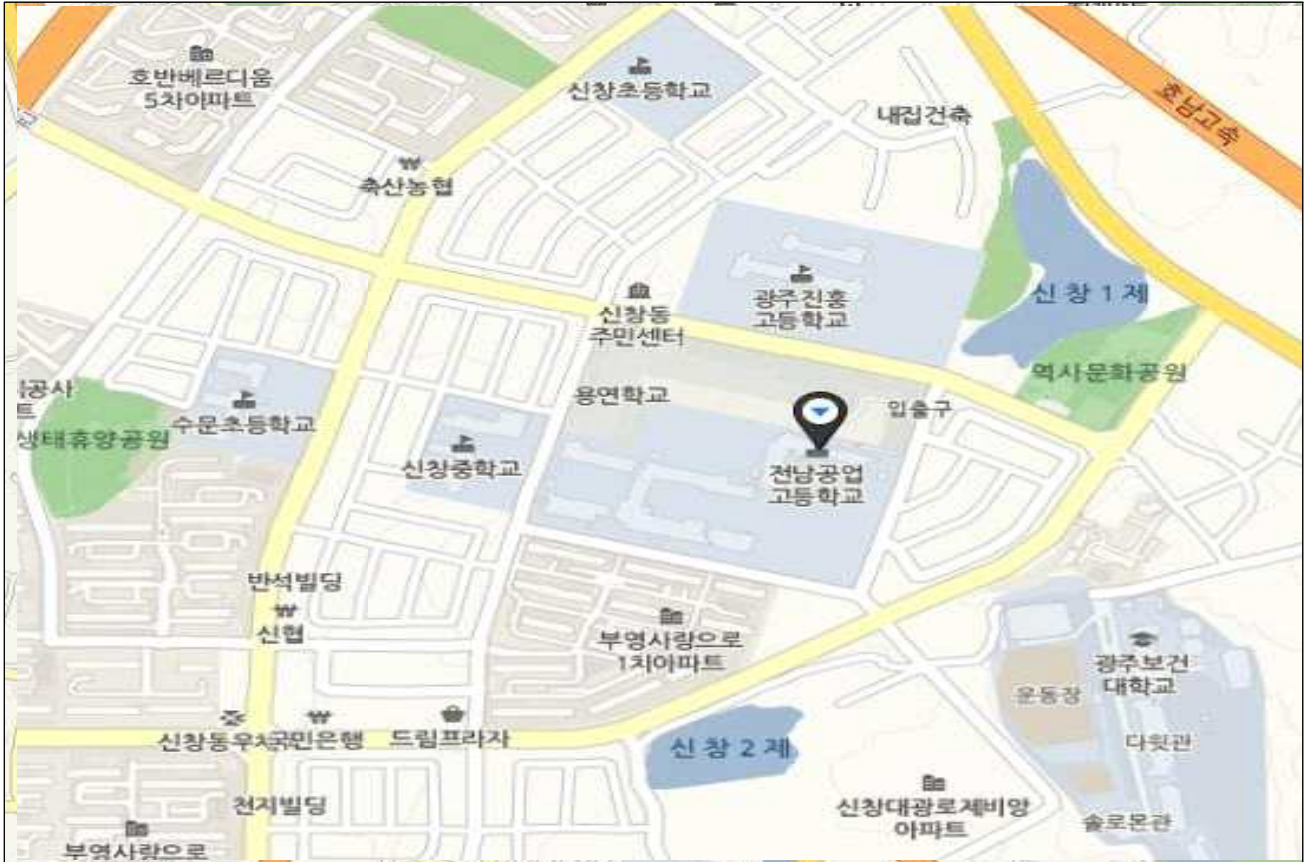 호반베르디움
5차아파트
신창초등학교
내집건축
호남고속
축산농협
신창1제
광주진흥
고등학교
신창동
주민센터
역사문화공원
용연학교
입출구
공사
트
생태휴양공원
수문초등학교
신창중학교
전남공업
고등학교
반석빌딩
신협
부영사랑으로
1차아파트
광주보건
대학교
운동장
신창동우체국
국민은행
드림프라자
신창2제
다윗관
전지빌딩
신창대광로제비앙
아파트
솔로몬관
부영사랑으로